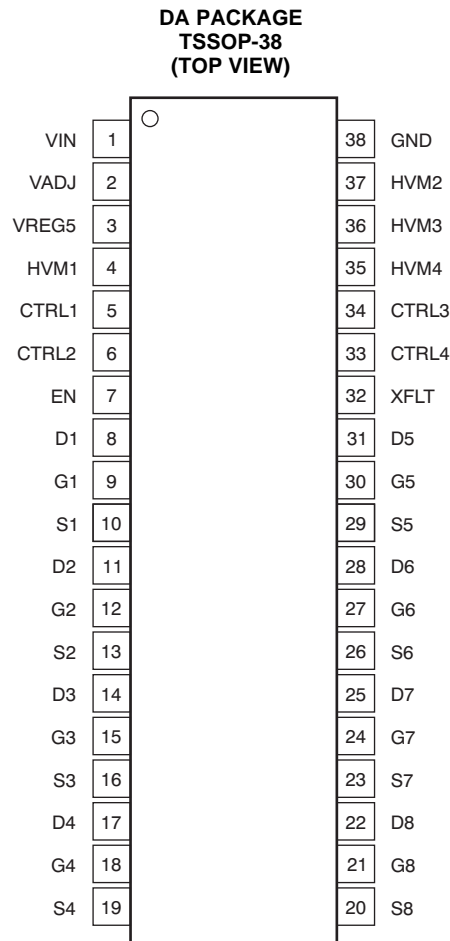 DA PACKAGE
TSSOP-38
(TOP VIEW)
VIN 1 38 GND
VADJ 2 37 HVM2
VREG5 3 36 HVM3
HVM1 4 35 HVM4
CTRL1 5 34 CTRL3
CTRL2 6 33 CTRL4
EN 7 32 XFLT
D1 8 31 D5
G1 9 30 G5
S1 10 29 S5
D2 11 28 D6
G2 12 27 G6
S2 13 26 S6
D3 14 25 D7
G3 15 24 G7
S3 16 23 S7
D4 17 22 D8
G4 18 21 G8
S4 19 20 S8